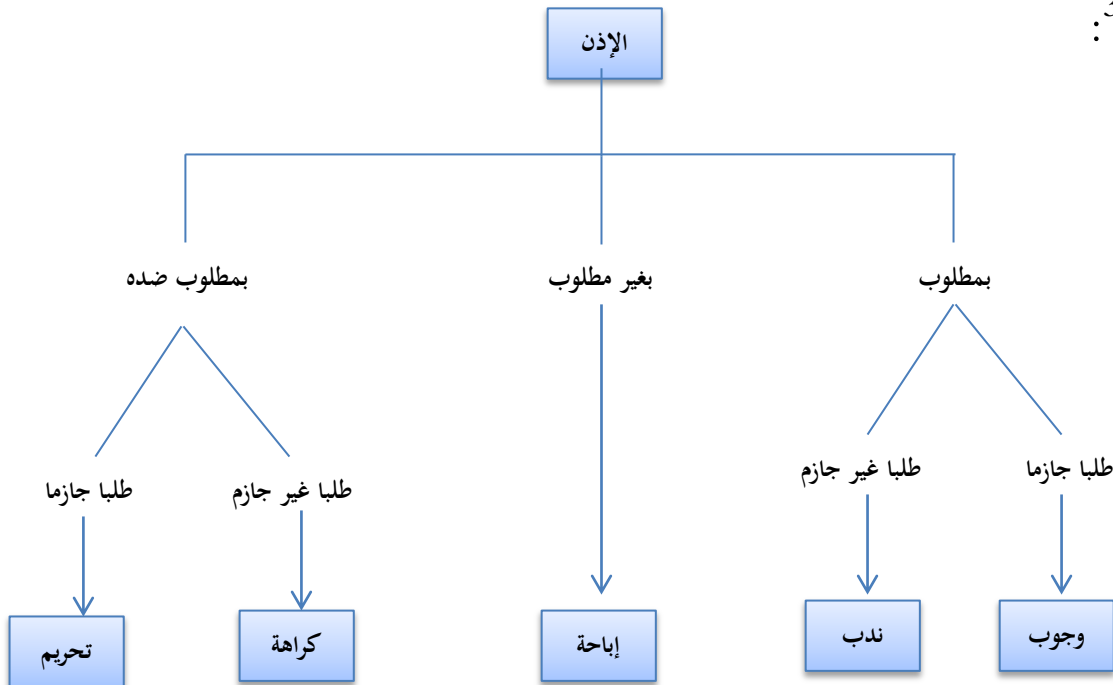 :
الإذن
بمطلوب
بغير مطلوب
بمطلوب ضده
طلبا جازما
طلبا غير جازم
طلبا غير جازم
طلبا جازما
وجوب
ندب
إباحة
كراهة
تحريم